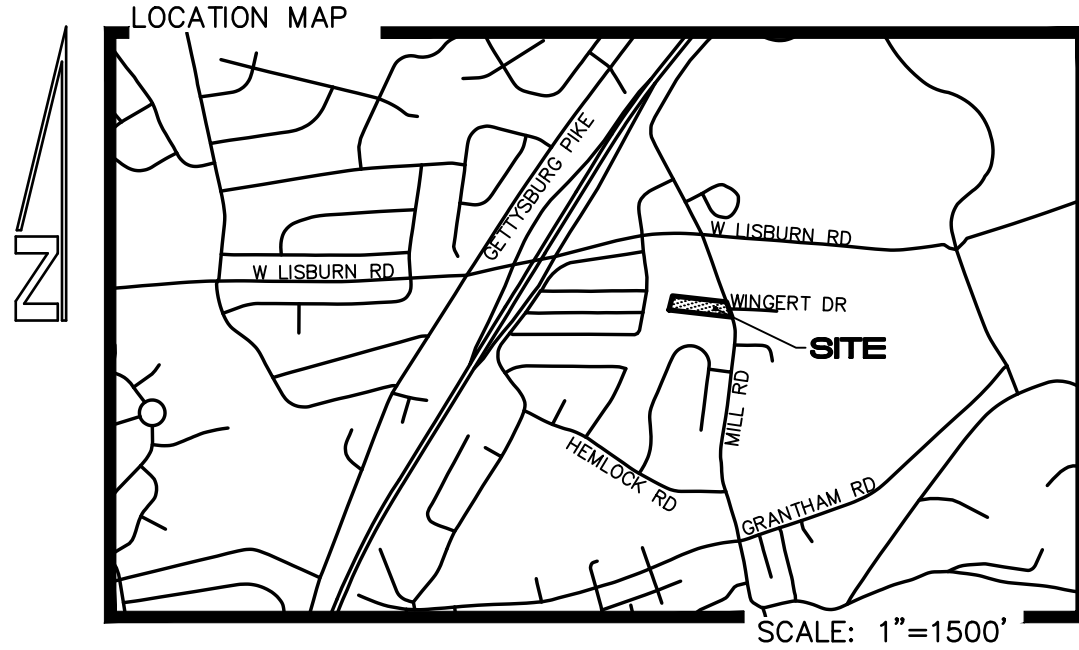 LOCATION MAP
GETTYSBURG PIKE
W LISBURN RD
W LISBURN RD
WINGERT DR
SITE
MILL RD
HEMLOCK RD
GRANTHAM RD
N
SCALE: 1"=1500'